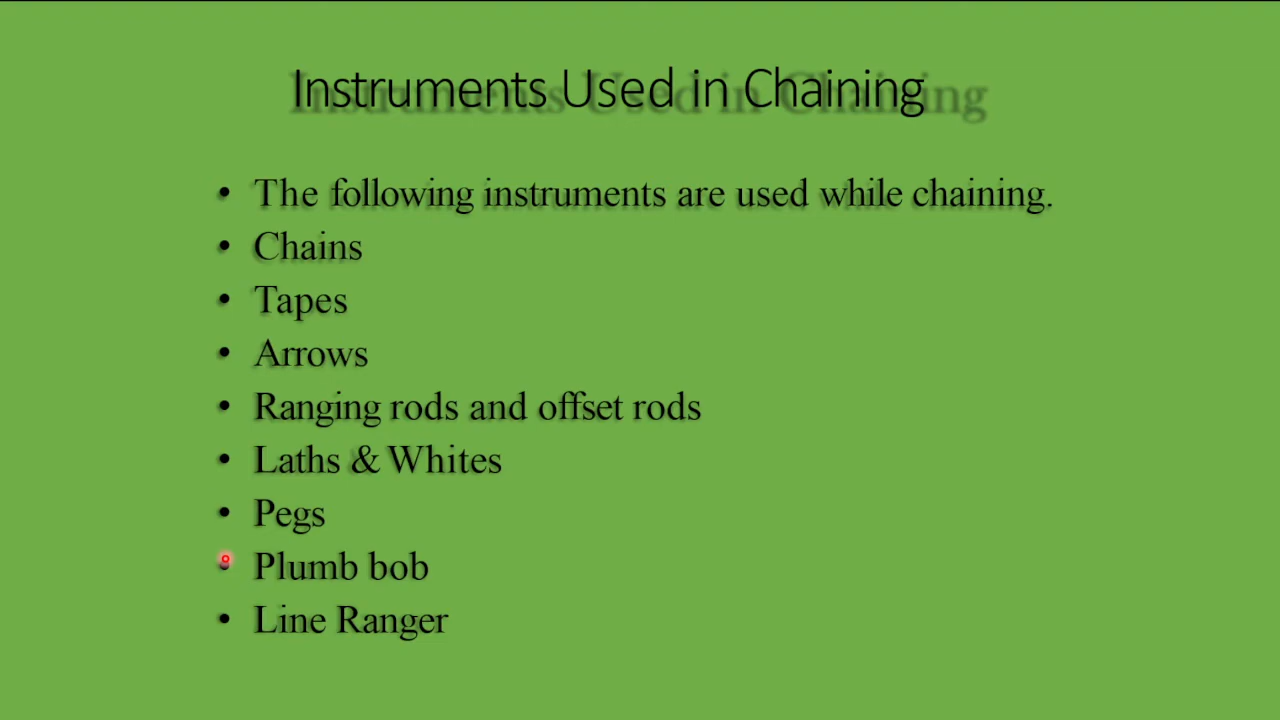 Instruments Used in Chaining
• The following instruments are used while chaining.
• Chains
• Tapes
• Arrows
• Ranging rods and offset rods
• Laths & Whites
• Pegs
• Plumb bob
• Line Ranger